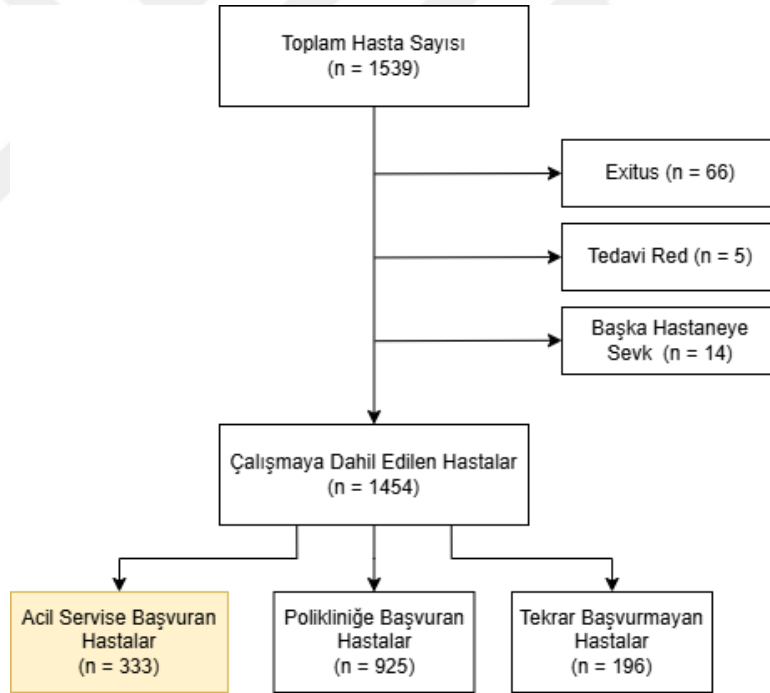 Toplam Hasta Sayısı
(n = 1539)
Exitus (n = 66)
Tedavi Red (n = 5)
Başka Hastaneye
Sevk (n = 14)
Çalışmaya Dahil Edilen Hastalar
(n = 1454)
Acil Servise Başvuran
Hastalar
(n = 333)
Polikliniğe Başvuran
Hastalar
(n = 925)
Tekrar Başvurmayan
Hastalar
(n = 196)